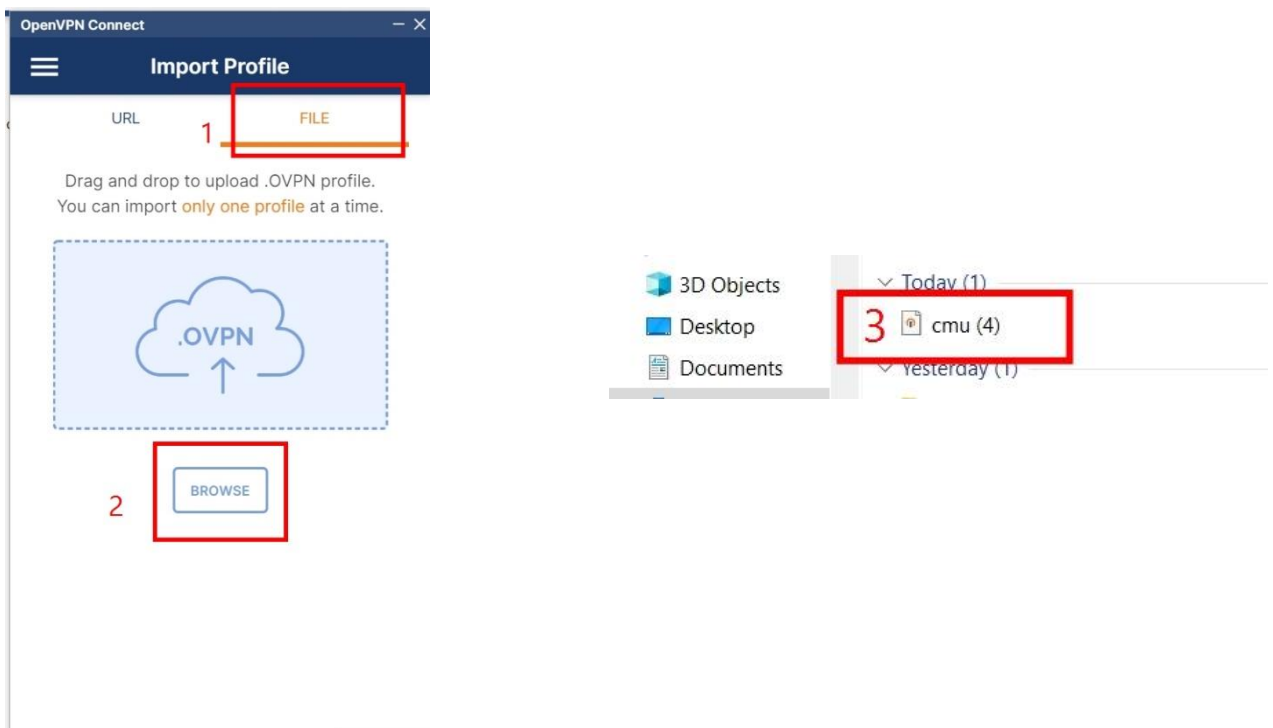 OpenVPN Connect
Import Profile
URL
1
FILE
Drag and drop to upload .OVPN profile.
You can import only one profile at a time.
.OVPN
2
BROWSE
3D Objects
Desktop
Documents
Today (1)
3
cmu (4)
Yesterday (1)